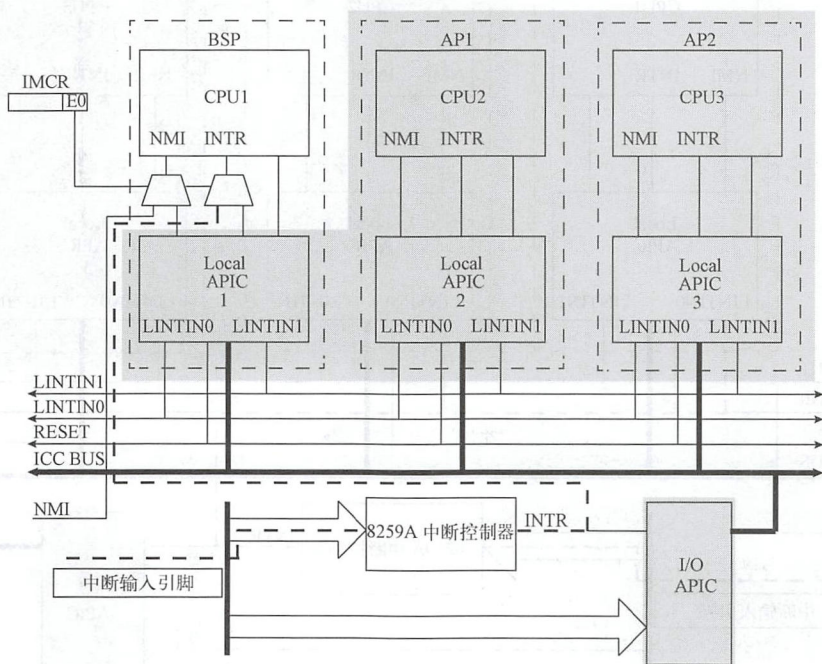 BSP
AP1
AP2
IMCR
E0
CPU1
CPU2
CPU3
NMI INTR
NMI INTR
NMI INTR
Local
APIC
1
Local
APIC
2
Local
APIC
3
LINTIN0 LINTIN1
LINTIN0 LINTIN1
LINTIN0 LINTIN1
LINTIN1
LINTIN0
RESET
ICC BUS
NMI
8259A 中断控制器
INTR
I/O
APIC
中断输入引脚